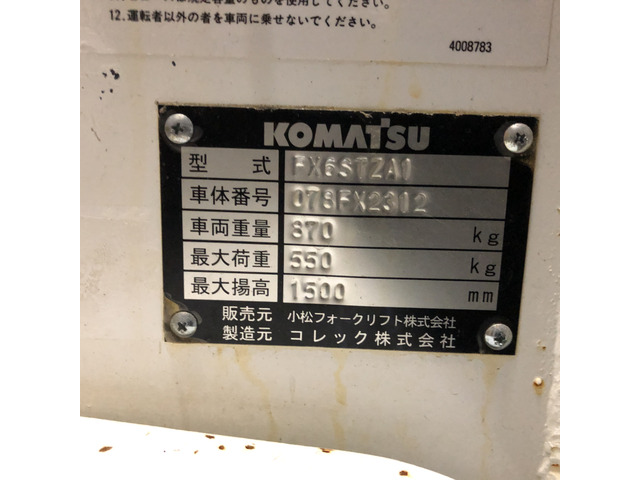 12.運転者以外の者を車両に乗せないでください。
4008783
KOMATSU
型 式 FX6STZA1
車体番号 078FX2312
車両重量 870 kg
最大荷重 550 kg
最大揚高 1500 mm
販売元 小松フォークリフト株式会社
製造元 コレック株式会社